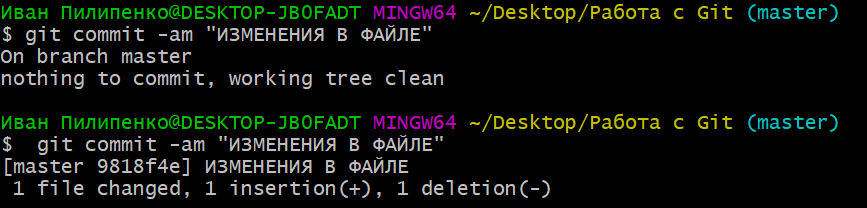 Иван Пилипенко@DESKTOP-JB0FADT MINGW64 ~/Desktop/Работа с Git (master)
$ git commit -am "ИЗМЕНЕНИЯ В ФАЙЛЕ"
On branch master
nothing to commit, working tree clean
Иван Пилипенко@DESKTOP-JB0FADT MINGW64 ~/Desktop/Работа с Git (master)
$  git commit -am "ИЗМЕНЕНИЯ В ФАЙЛЕ"
[master 9818f4e] ИЗМЕНЕНИЯ В ФАЙЛЕ
 1 file changed, 1 insertion(+), 1 deletion(-)